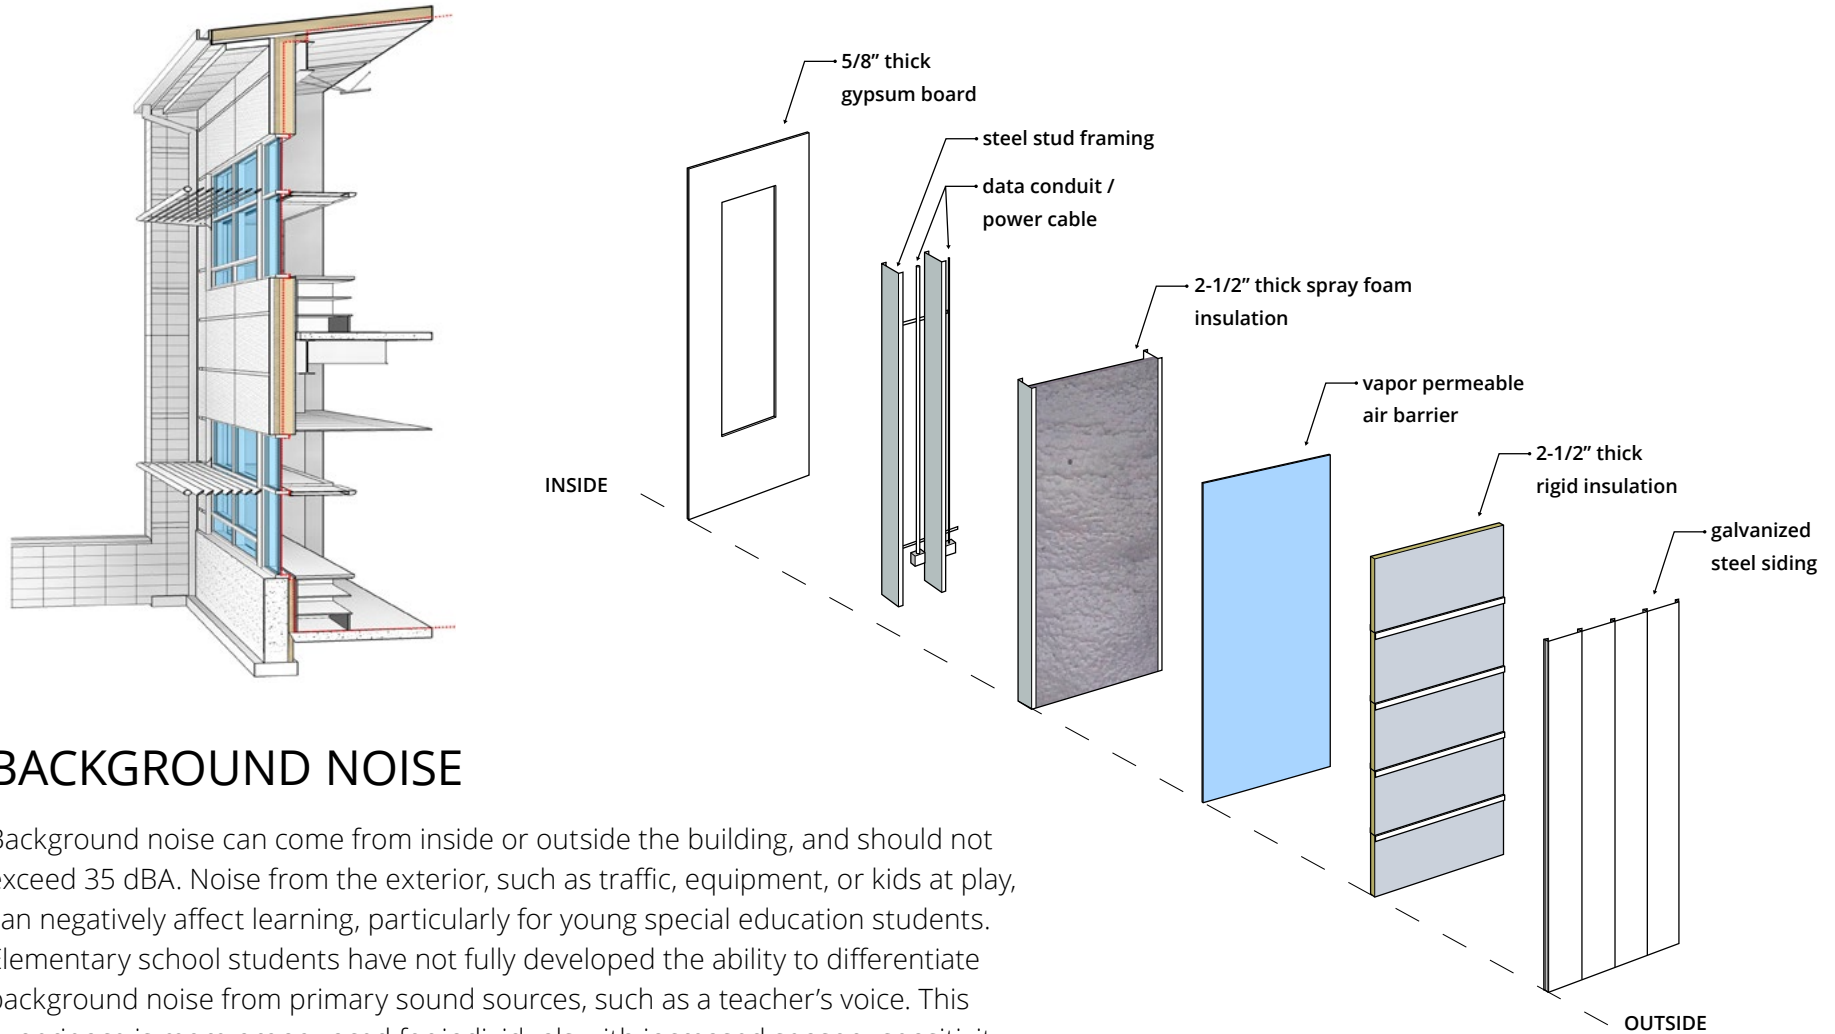 5/8” thick
gypsum board
steel stud framing
data conduit /
power cable
2-1/2” thick spray foam
insulation
vapor permeable
air barrier
2-1/2” thick
rigid insulation
galvanized
steel siding
INSIDE
OUTSIDE
BACKGROUND NOISE
Background noise can come from inside or outside the building, and should not
exceed 35 dBA. Noise from the exterior, such as traffic, equipment, or kids at play,
can negatively affect learning, particularly for young special education students.
Elementary school students have not fully developed the ability to differentiate
background noise from primary sound sources, such as a teacher’s voice. This